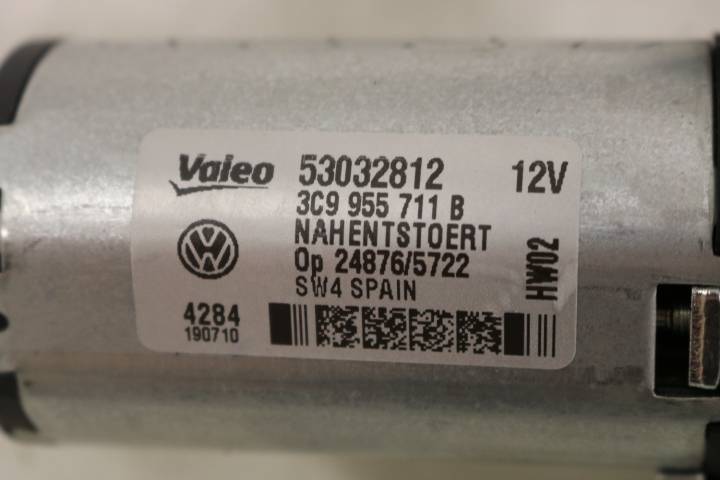 Valeo 53032812 12V
3C9 955 711 B
NAHENTSTOERT
Op 24876/5722
SW4 SPAIN
HW02
4284
190710